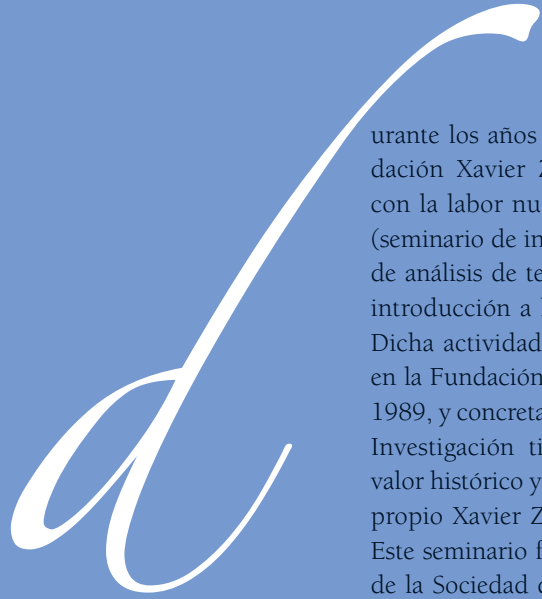 durante los años
dación Xavier
con la labor
(seminario de
de análisis de
introducción a
Dicha actividad
en la Fundación
1989, y
Investigación
valor histórico y
propio Xavier
Este seminario
de la Sociedad